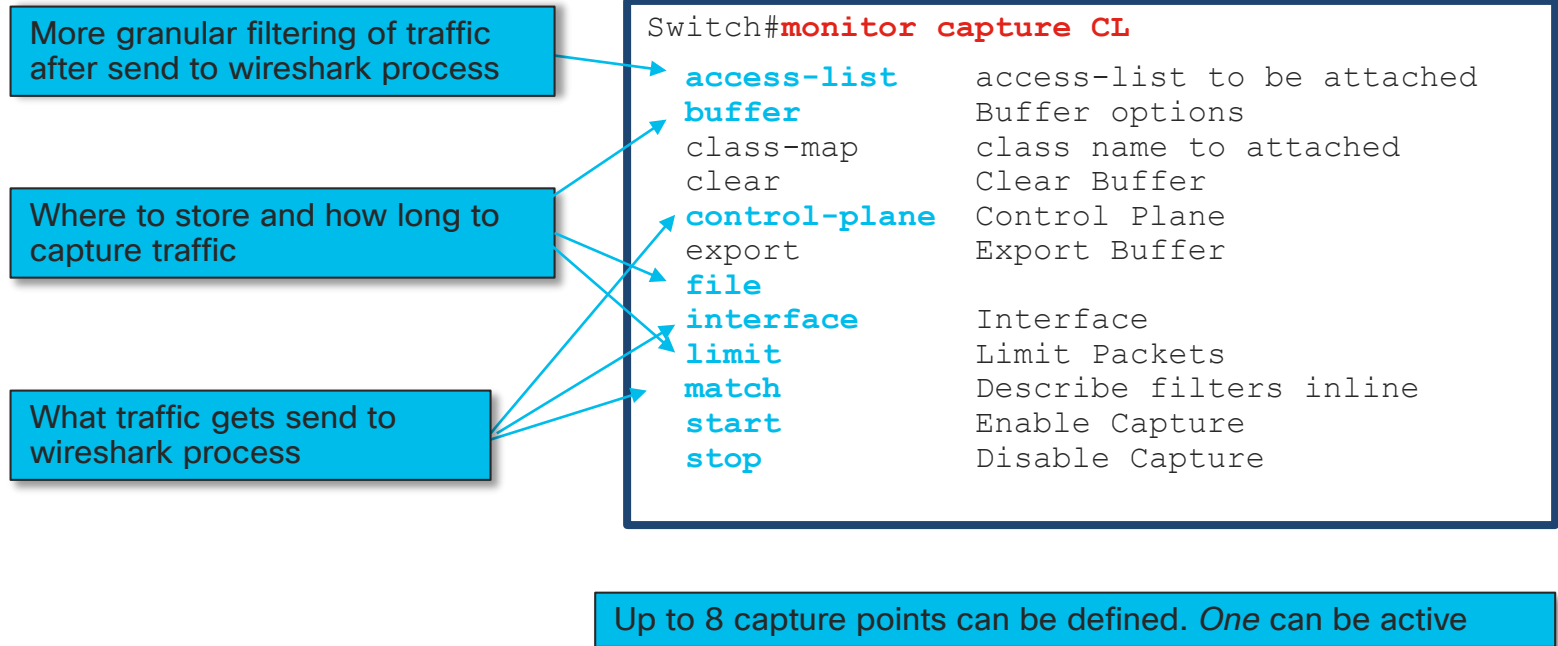 More granular filtering of traffic
after send to wireshark process
Where to store and how long to
capture traffic
What traffic gets send to
wireshark process
Switch#monitor capture CL
access-list access-list to be attached
buffer Buffer options
class-map class name to attached
clear Clear Buffer
control-plane Control Plane
export Export Buffer
file
interface Interface
limit Limit Packets
match Describe filters inline
start Enable Capture
stop Disable Capture
Up to 8 capture points can be defined. One can be active